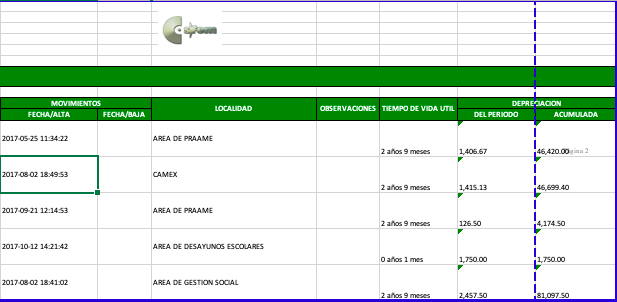 MOVIMIENTOS DEPRECIACION
FECHA/ALTA FECHA/BAJA LOCALIDAD OBSERVACIONES TIEMPO DE VIDA UTIL DEL PERIODO ACUMULADA
2017-05-25 11:34:22 AREA DE PRAAME 2 años 9 meses 1,406.67 46,420.00
2017-08-02 18:49:53 CAMEX 2 años 9 meses 1,415.13 46,699.40
2017-09-21 12:14:53 AREA DE PRAAME 2 años 9 meses 126.50 4,174.50
2017-10-12 14:21:42 AREA DE DESAYUNOS ESCOLARES 0 años 1 mes 1,750.00 1,750.00
2017-08-02 18:41:02 AREA DE GESTION SOCIAL 2 años 9 meses 2,457.50 81,097.50